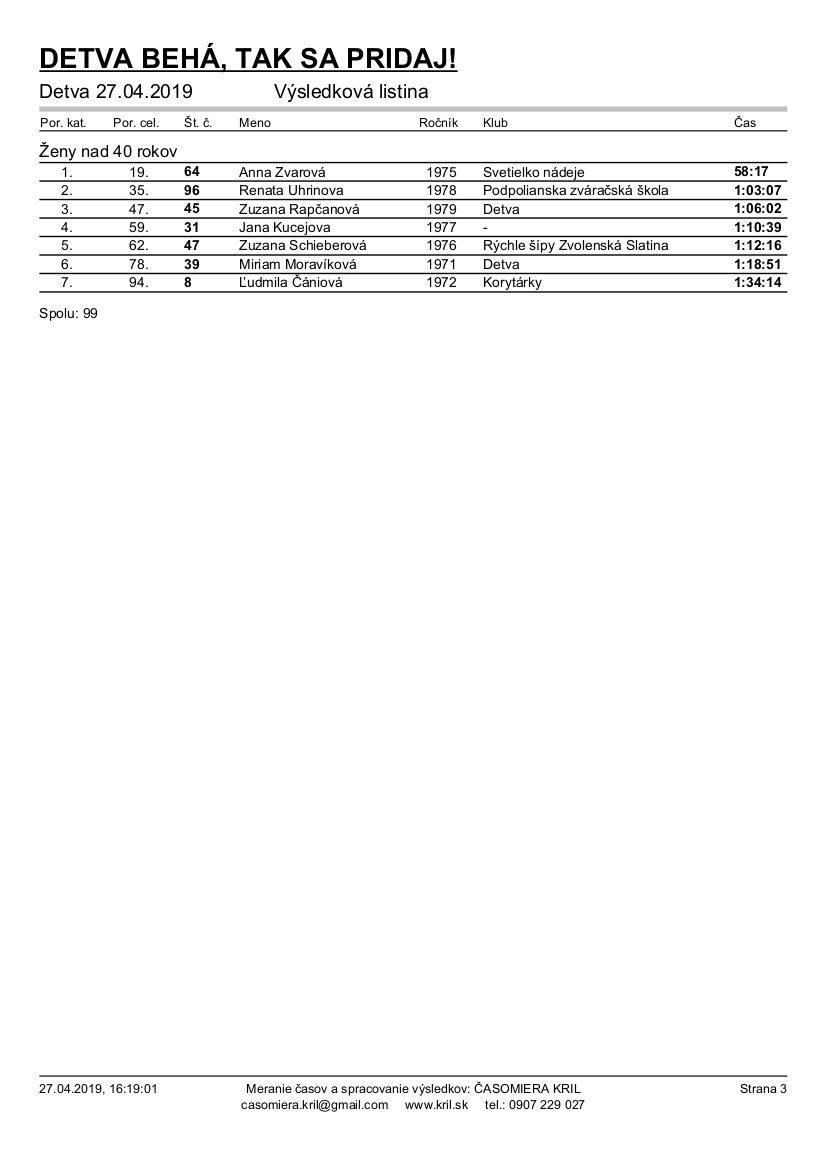 DETVA BEHÁ, TAK SA PRIDAJ!
Detva 27.04.2019 Výsledková listina
Por. kat. Por. cel. Št. č. Meno Ročník Klub Čas
Ženy nad 40 rokov
1. 19. 64 Anna Zvarová 1975 Svetielko nádeje 58:17
2. 35. 96 Renata Uhrinova 1978 Podpolianska zváračská škola 1:03:07
3. 47. 45 Zuzana Rapčanová 1979 Detva 1:06:02
4. 59. 31 Jana Kucejova 1977 - 1:10:39
5. 62. 47 Zuzana Schieberová 1976 Rýchle šípy Zvolenská Slatina 1:12:16
6. 78. 39 Miriam Moravíková 1971 Detva 1:18:51
7. 94. 8 Ľudmila Čániová 1972 Korytárky 1:34:14
Spolu: 99
27.04.2019, 16:19:01 Meranie časov a spracovanie výsledkov: ČASOMIERA KRIL Strana 3
casomiera.kril@gmail.com www.kril.sk tel.: 0907 229 027